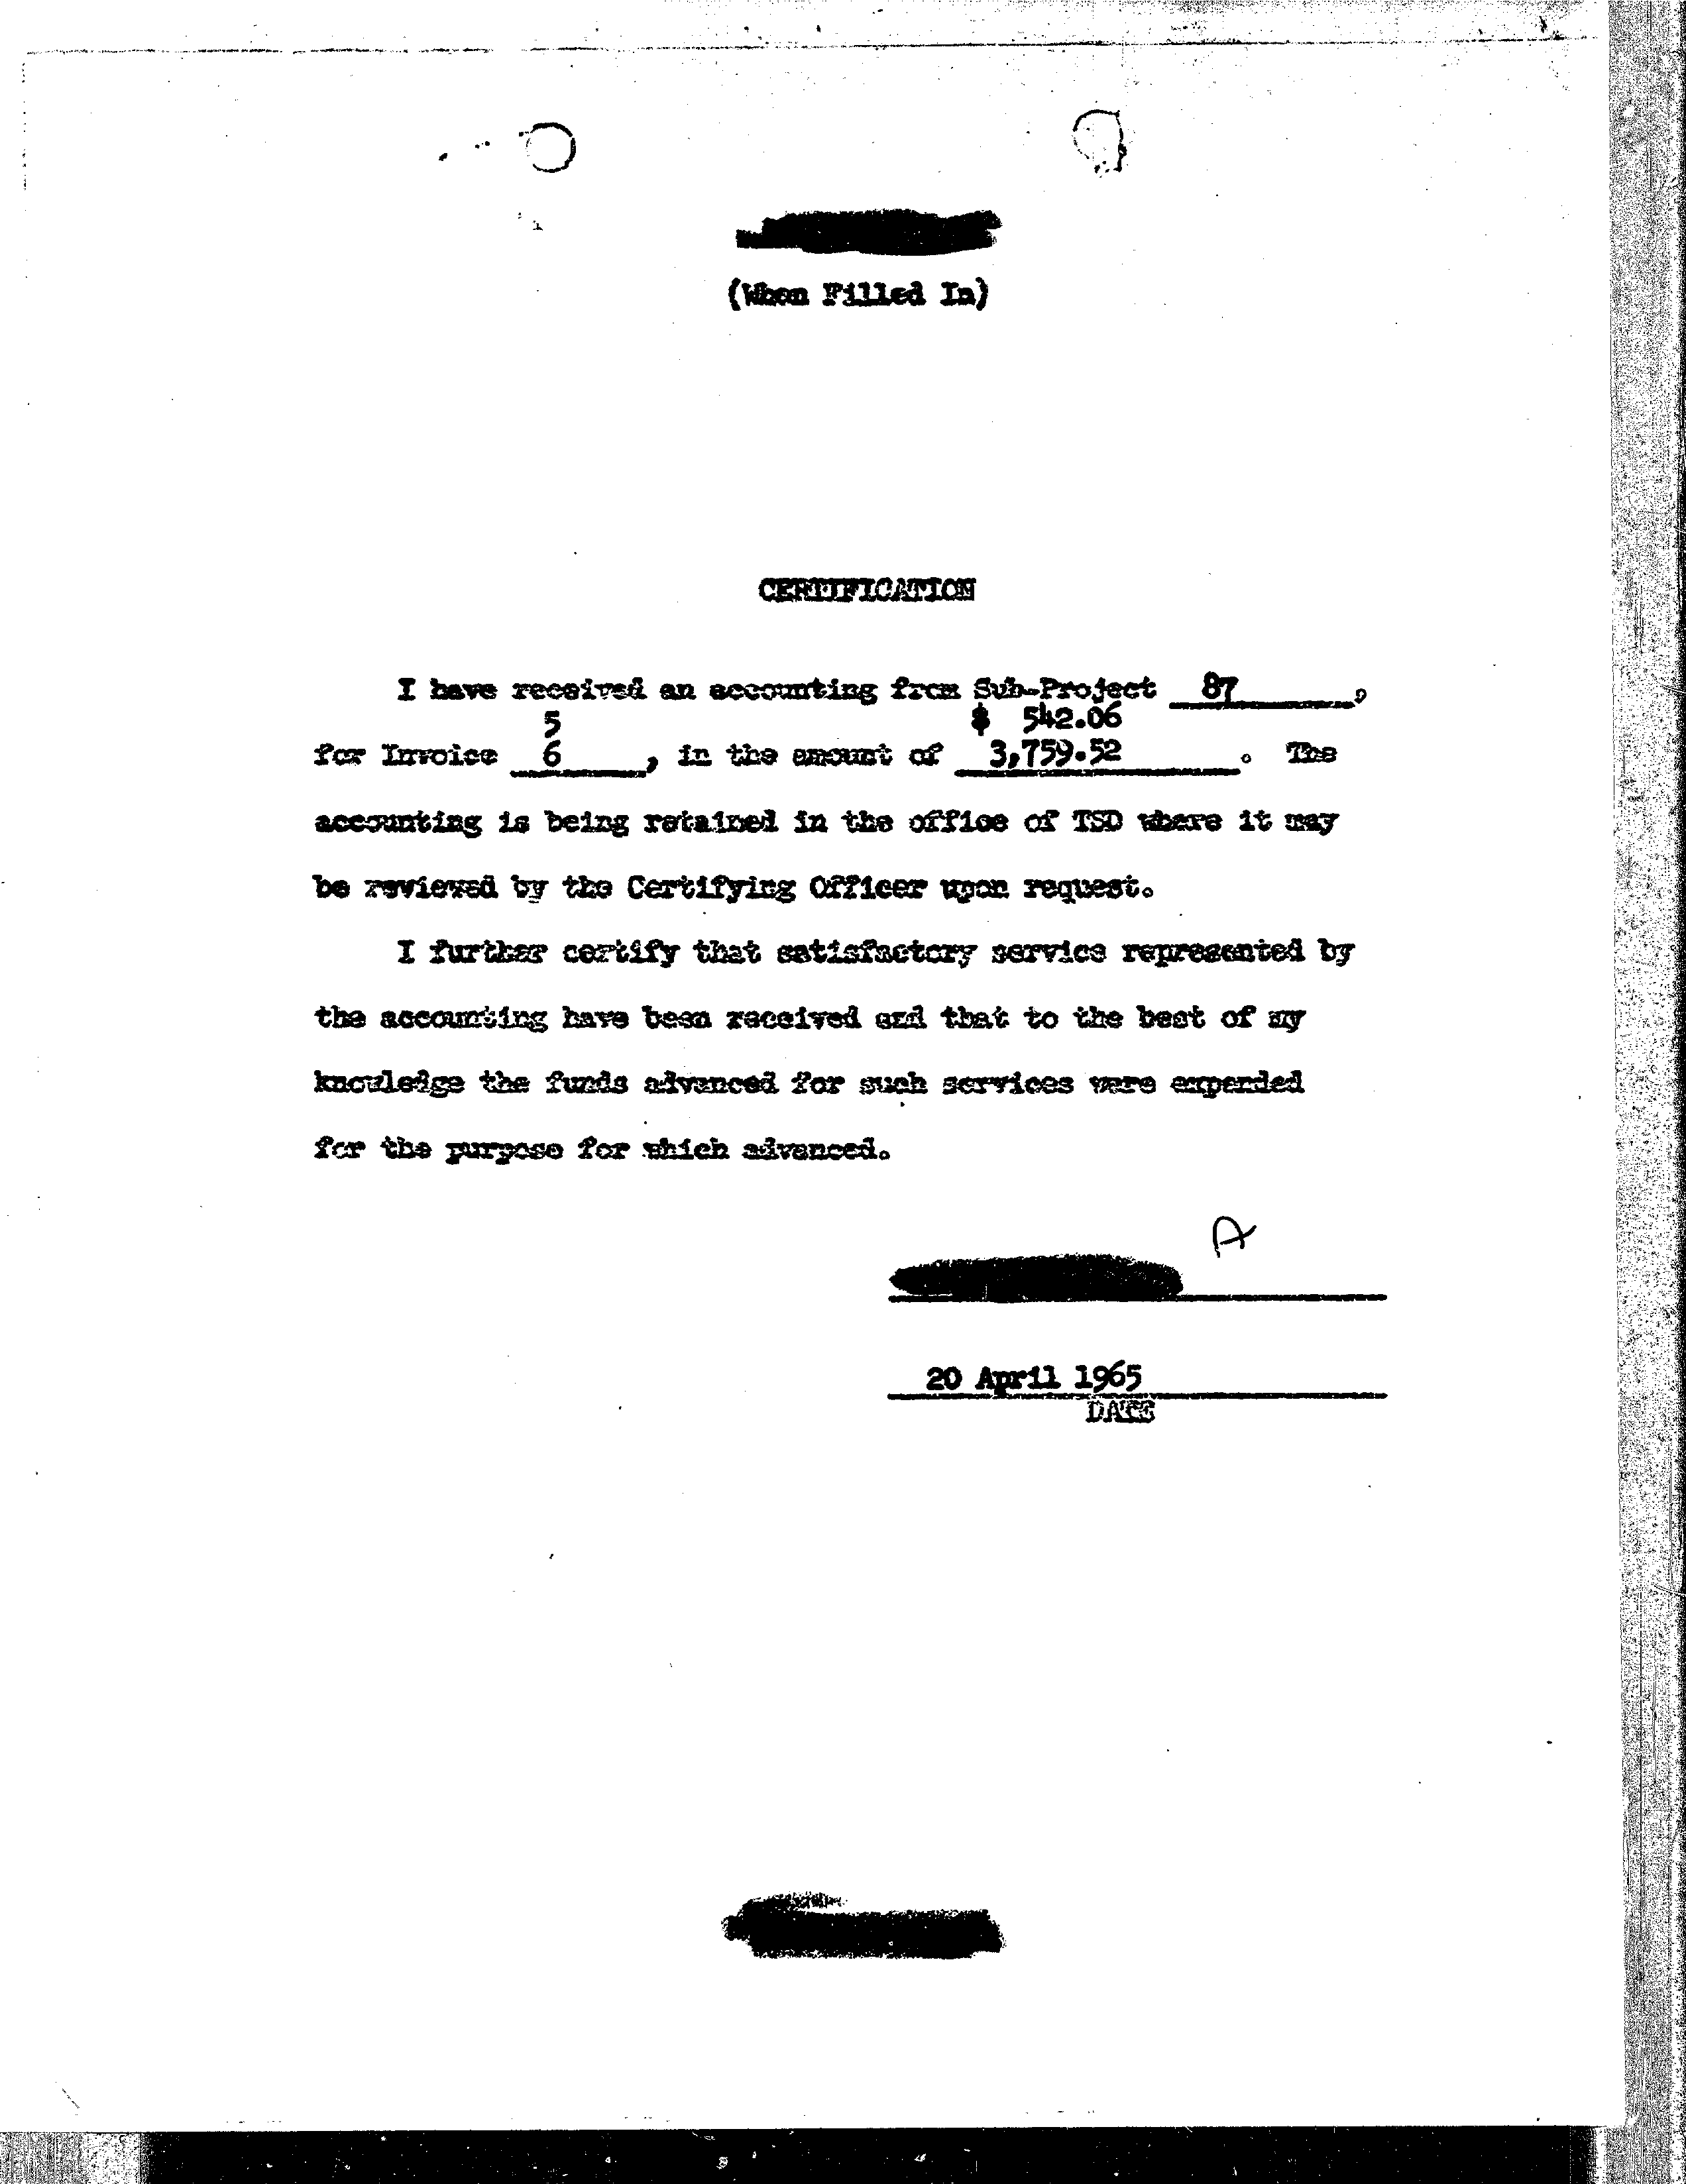 (When Filled In)
CERTIFICATION
I have received an accounting from Sub-Project 87,
5 $ 542.06
for Invoice 6, in the amount of 3,759.52. The
accounting is being retained in the office of TSD where it may
be reviewed by the Certifying Officer upon request.
I further certify that satisfactory service represented by
the accounting have been received and that to the best of my
knowledge the funds advanced for such services were expended
for the purpose for which advanced.
A
20 April 1965
DATE